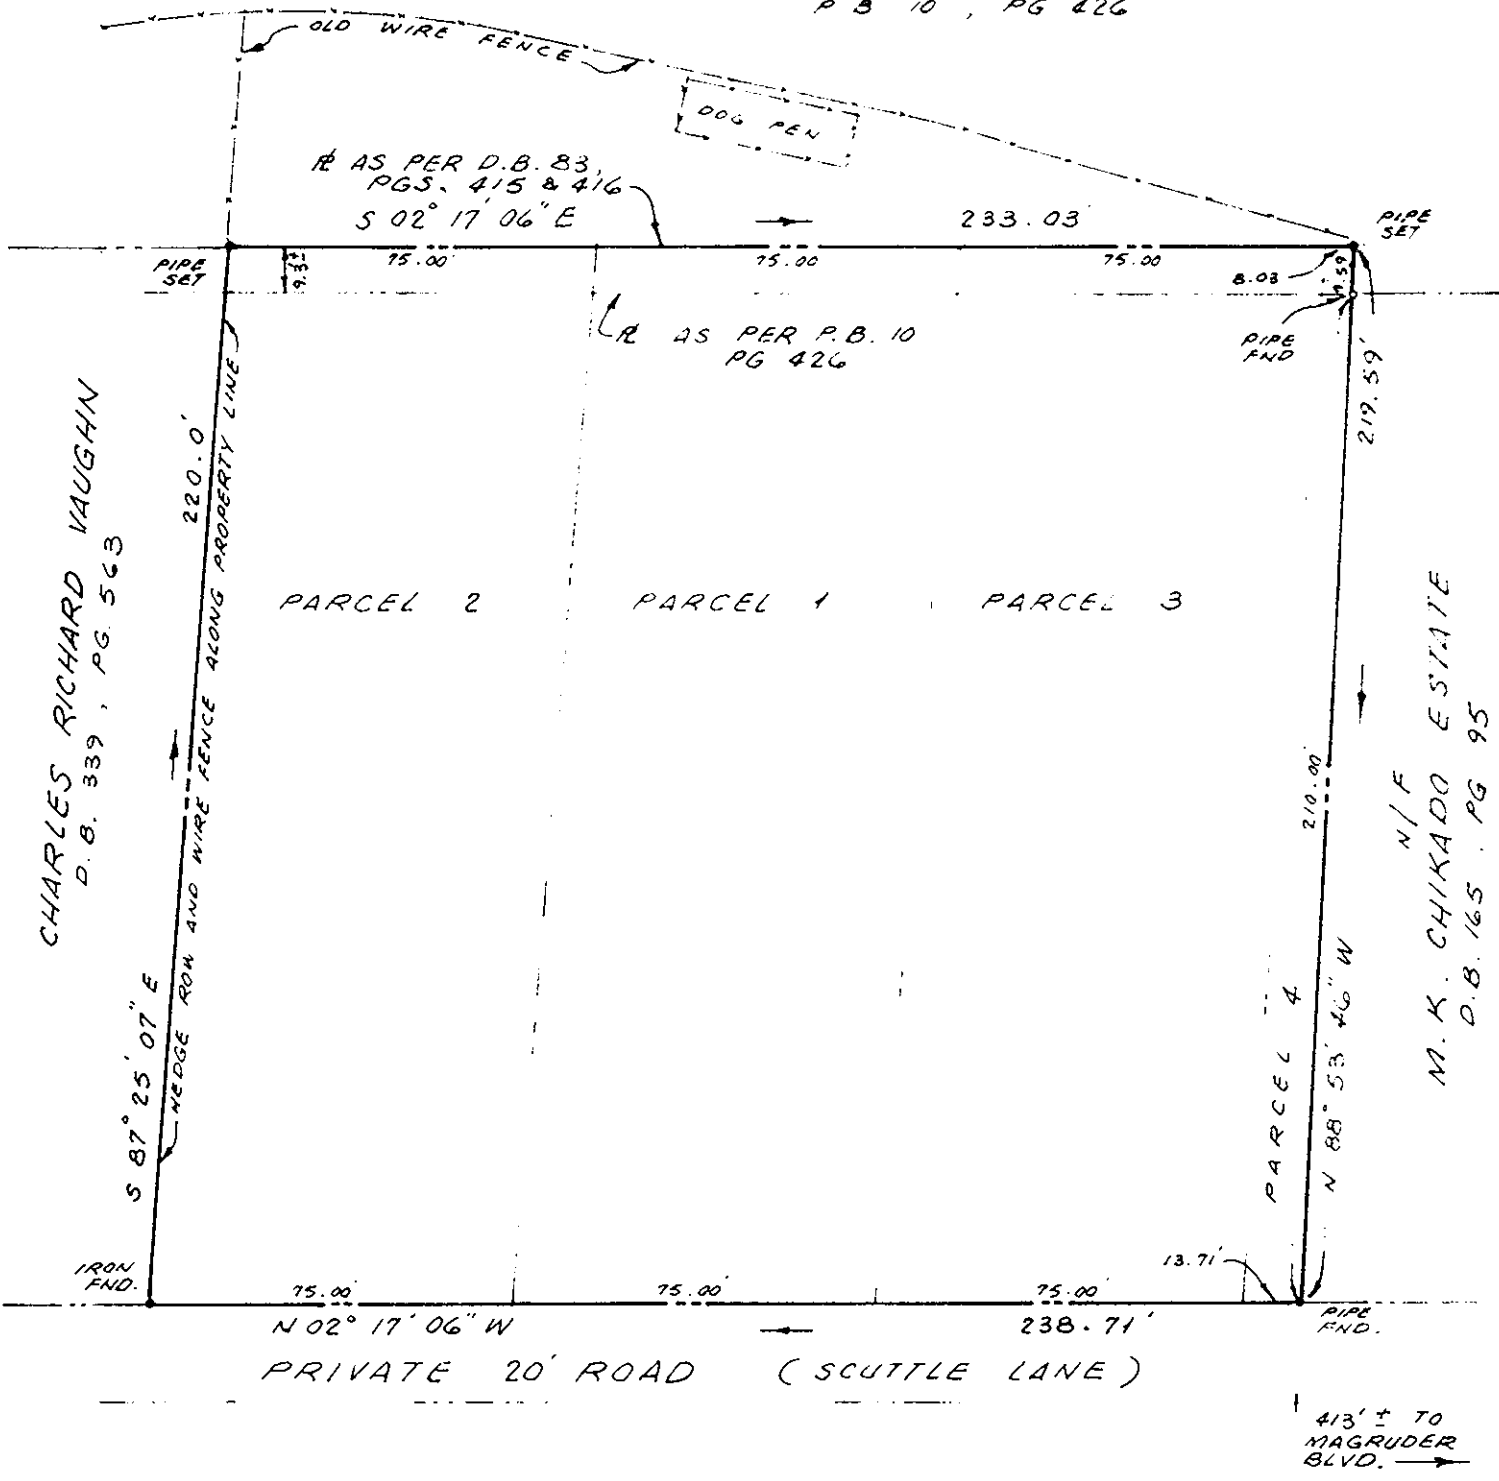 P B 10 , PG 426
OLD WIRE FENCE
DOG PEN
PL AS PER D.B. 83,
PGS. 415 & 416
S 02° 17' 06" E
233.03'
PIPE
SET
PIPE
SET
75.00'
75.00'
75.00'
8.03
9.3'±
9.59'
PL AS PER P.B. 10
PG 426
PIPE
FND
219.59'
220.0'
CHARLES RICHARD VAUGHN
D.B. 339, PG. 563
HEDGE ROW AND WIRE FENCE ALONG PROPERTY LINE
S 87° 25' 07" E
PARCEL 2
PARCEL 1
PARCEL 3
PARCEL 4
210.00'
N 88° 53' 46" W
N/F
M. K. CHIKADO ESTATE
D.B. 165, PG 95
IRON
FND.
75.00'
75.00'
75.00'
13.71'
PIPE
FND.
N 02° 17' 06" W
238.71'
PRIVATE 20' ROAD (SCUTTLE LANE)
413' ± TO
MAGRUDER
BLVD.